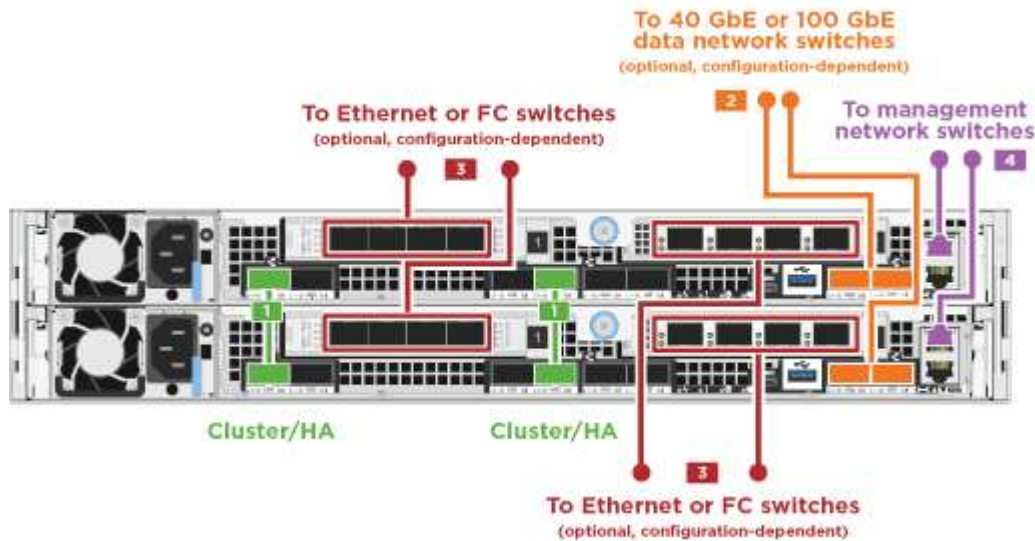 To 40 GbE or 100 GbE
data network switches
(optional, configuration-dependent)
2
To Ethernet or FC switches
(optional, configuration-dependent)
3
To management
network switches
4
1
1
1
1
Cluster/HA
Cluster/HA
3
To Ethernet or FC switches
(optional, configuration-dependent)